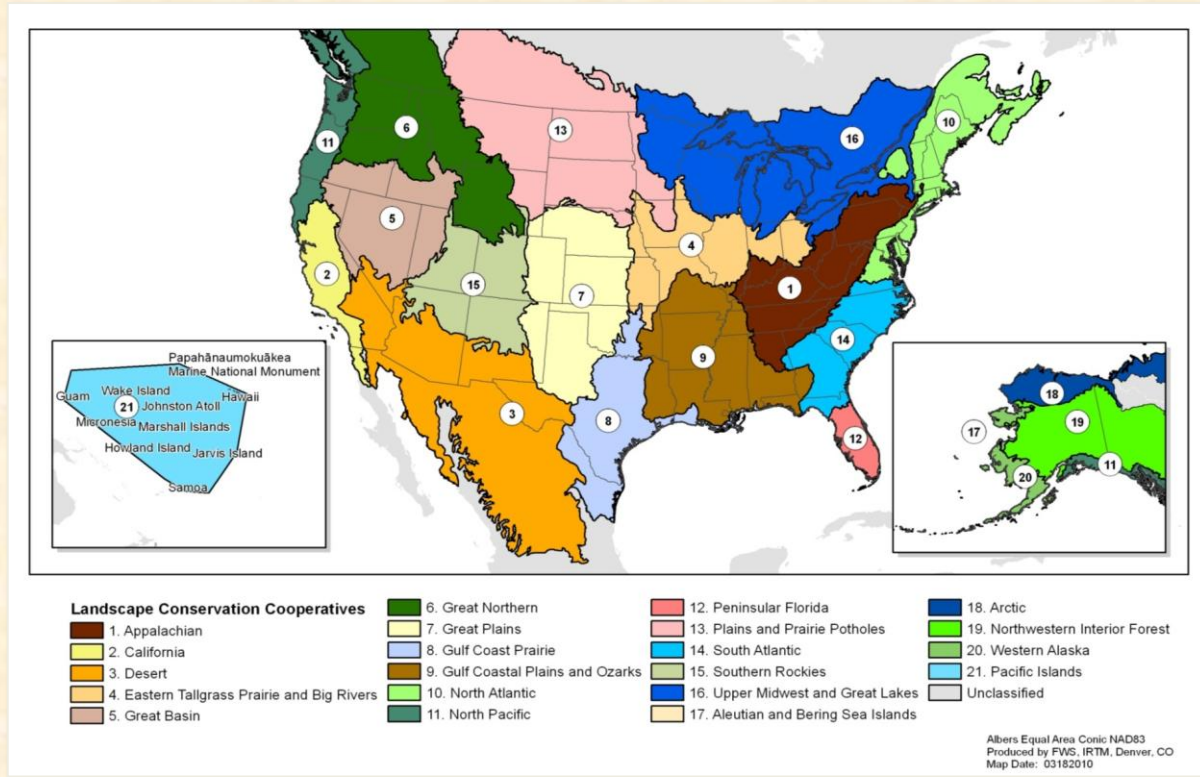 6
13
11
16
10
5
2
15
4
7
1
9
14
3
8
12
Papahānaumokuākea
Marine National Monument
Wake Island
Guam
Hawaii
21
Johnston Atoll
Micronesia
Marshall Islands
Howland Island
Jarvis Island
Samoa
18
19
17
20
11
Landscape Conservation Cooperatives
1. Appalachian
2. California
3. Desert
4. Eastern Tallgrass Prairie and Big Rivers
5. Great Basin
6. Great Northern
7. Great Plains
8. Gulf Coast Prairie
9. Gulf Coastal Plains and Ozarks
10. North Atlantic
11. North Pacific
12. Peninsular Florida
13. Plains and Prairie Potholes
14. South Atlantic
15. Southern Rockies
16. Upper Midwest and Great Lakes
17. Aleutian and Bering Sea Islands
18. Arctic
19. Northwestern Interior Forest
20. Western Alaska
21. Pacific Islands
Unclassified
Albers Equal Area Conic NAD83
Produced by FWS, IRTM, Denver, CO
Map Date: 03182010